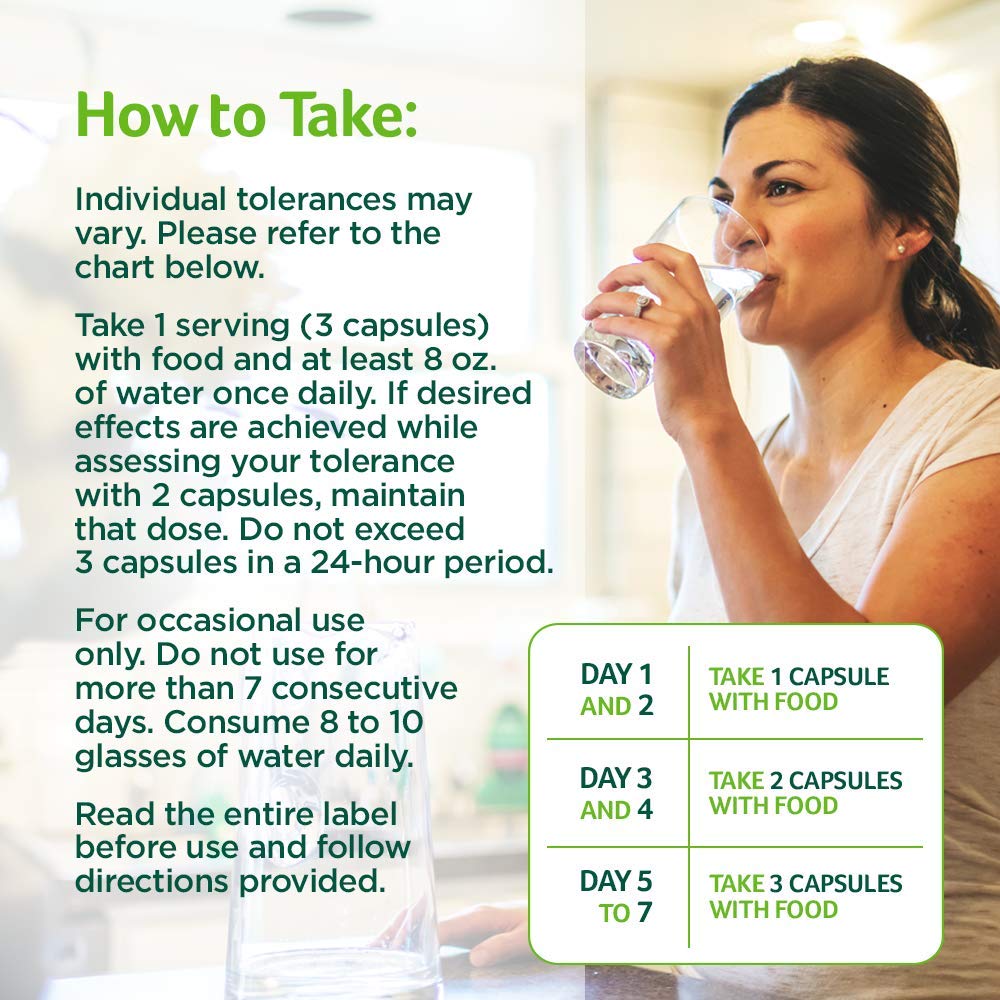 How to Take:
Individual tolerances may
vary. Please refer to the
chart below.
Take 1 serving (3 capsules)
with food and at least 8 oz.
of water once daily. If desired
effects are achieved while
assessing your tolerance
with 2 capsules, maintain
that dose. Do not exceed
3 capsules in a 24-hour period.
For occasional use
only. Do not use for
more than 7 consecutive
days. Consume 8 to 10
glasses of water daily.
Read the entire label
before use and follow
directions provided.
DAY 1
AND 2
TAKE 1 CAPSULE
WITH FOOD
DAY 3
AND 4
TAKE 2 CAPSULES
WITH FOOD
DAY 5
TO 7
TAKE 3 CAPSULES
WITH FOOD